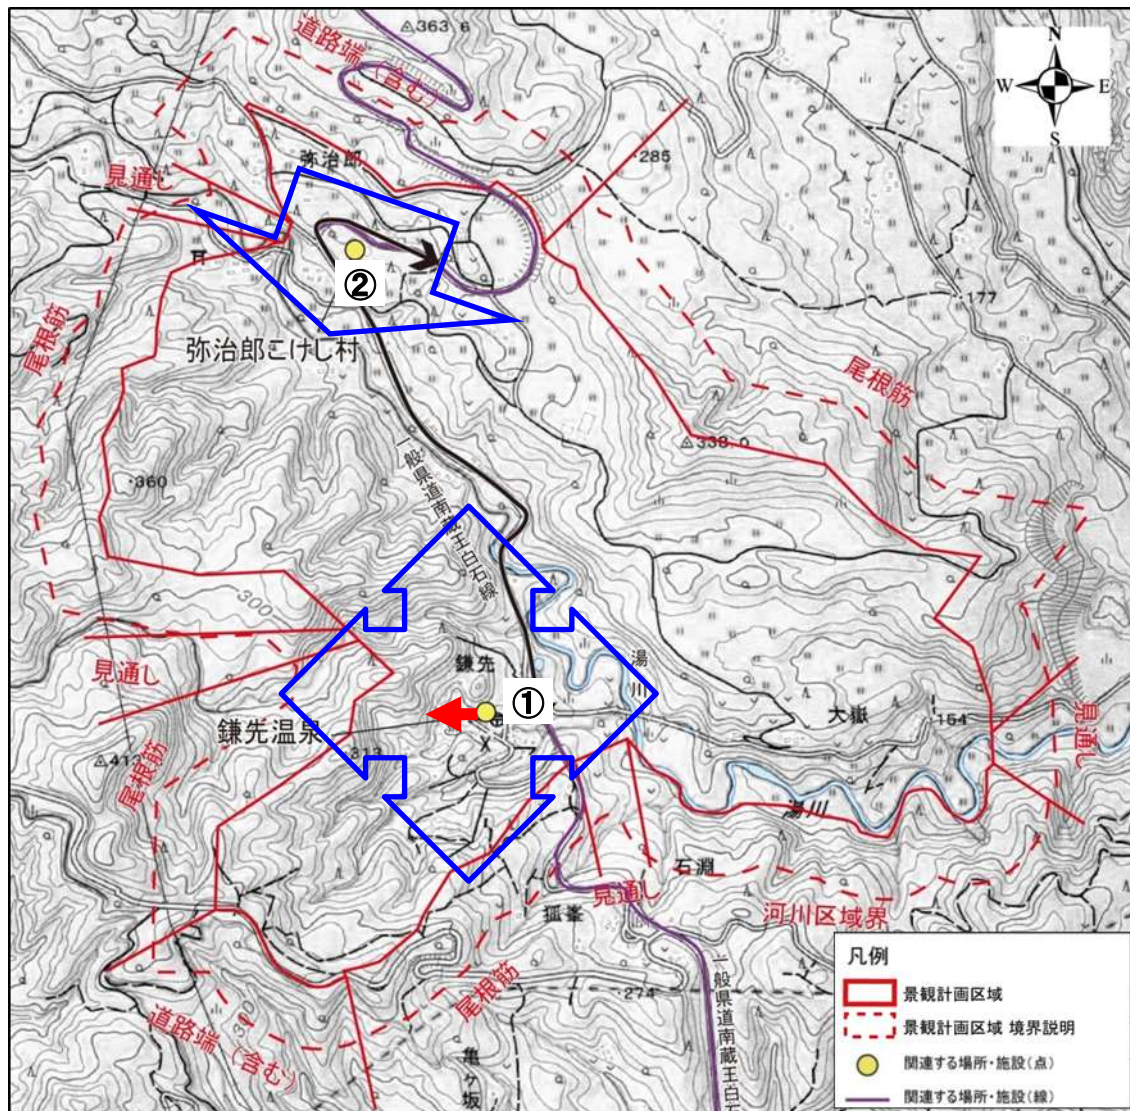 363.6
道路端（含む）
N
W
E
S
弥治郎
285
見通し
②
177
尾根筋
弥治郎こけし村
尾根筋
338.0
360
一般県道南蔵王白石線
300
鎌先
湯川
見通し
①
大嶽
鎌先温泉
154
313
413
尾根筋
見通し
湯川
石淵
見通し
狐峯
河川区域界
尾根筋
274
一般県道南蔵王白石
道路端（含む）
亀ヶ坂
凡例
景観計画区域
景観計画区域 境界説明
関連する場所・施設(点)
関連する場所・施設(線)